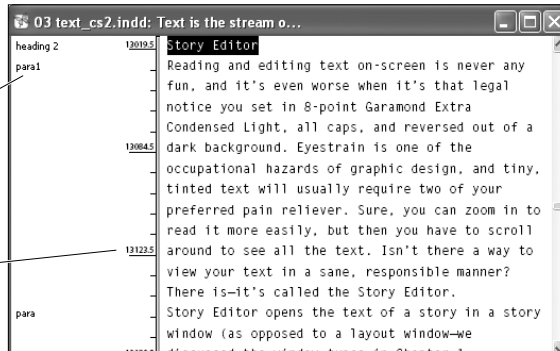 03 text_cs2.indd: Text is the stream o...
heading 2 13019.5 Story Editor
para1 Reading and editing text on-screen is never any
fun, and it's even worse when it's that legal
notice you set in 8-point Garamond Extra
Condensed Light, all caps, and reversed out of a
13084.5 dark background. Eyestrain is one of the
occupational hazards of graphic design, and tiny,
tinted text will usually require two of your
preferred pain reliever. Sure, you can zoom in to
read it more easily, but then you have to scroll
13123.5 around to see all the text. Isn't there a way to
view your text in a sane, responsible manner?
There is—it's called the Story Editor.
para Story Editor opens the text of a story in a story
window (as opposed to a layout window—we
discussed the window types in Chapter 1